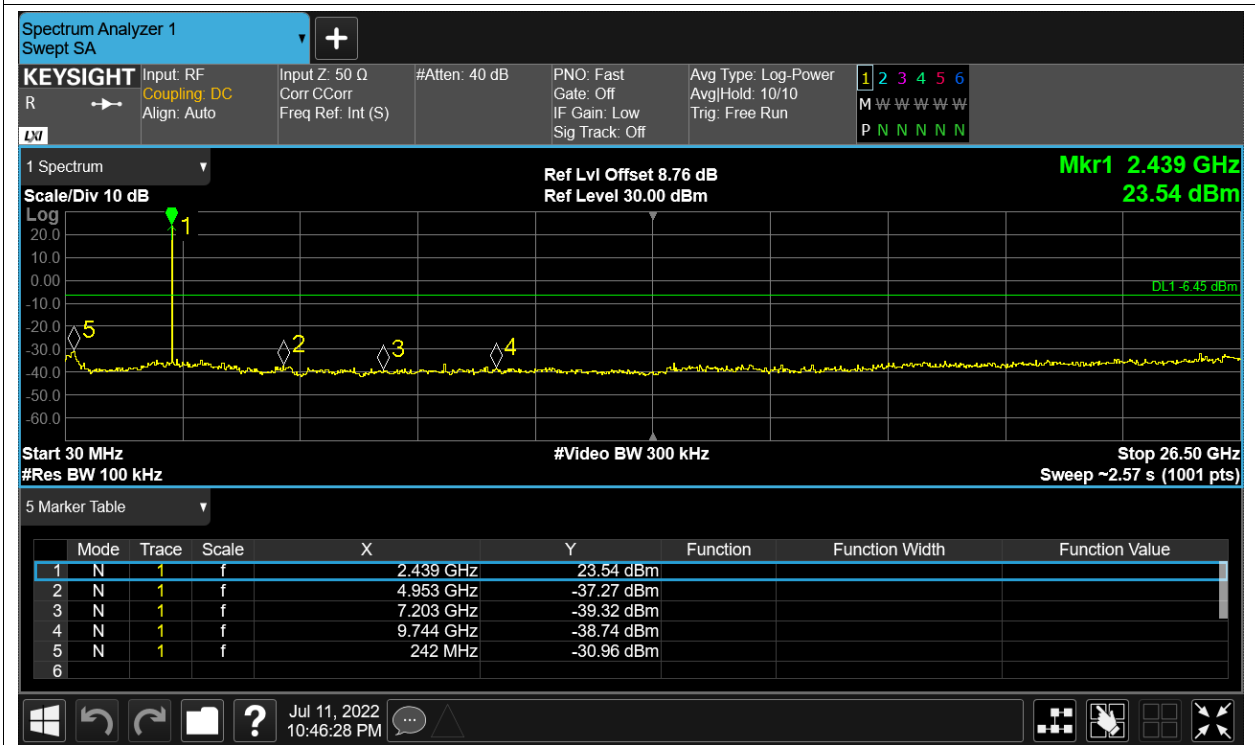 Spectrum Analyzer 1
Swept SA
KEYSIGHT Input: RF Input Z: 50 Ω #Atten: 40 dB PNO: Fast Avg Type: Log-Power 1 2 3 4 5 6
R Coupling: DC Corr CCorr Gate: Off Avg|Hold: 10/10 M W W W W W
Align: Auto Freq Ref: Int (S) IF Gain: Low Trig: Free Run
LXI Sig Track: Off P N N N N N
1 Spectrum Ref Lvl Offset 8.76 dB Mkr1 2.439 GHz
Scale/Div 10 dB Ref Level 30.00 dBm 23.54 dBm
Log
1
20.0
10.0
0.00
DL1 -6.45 dBm
-10.0
-20.0
5
-30.0
2 3 4
-40.0
-50.0
-60.0
Start 30 MHz #Video BW 300 kHz Stop 26.50 GHz
#Res BW 100 kHz Sweep ~2.57 s (1001 pts)
5 Marker Table
Mode Trace Scale X Y Function Function Width Function Value
1 N 1 f 2.439 GHz 23.54 dBm
2 N 1 f 4.953 GHz -37.27 dBm
3 N 1 f 7.203 GHz -39.32 dBm
4 N 1 f 9.744 GHz -38.74 dBm
5 N 1 f 242 MHz -30.96 dBm
6
? Jul 11, 2022
10:46:28 PM